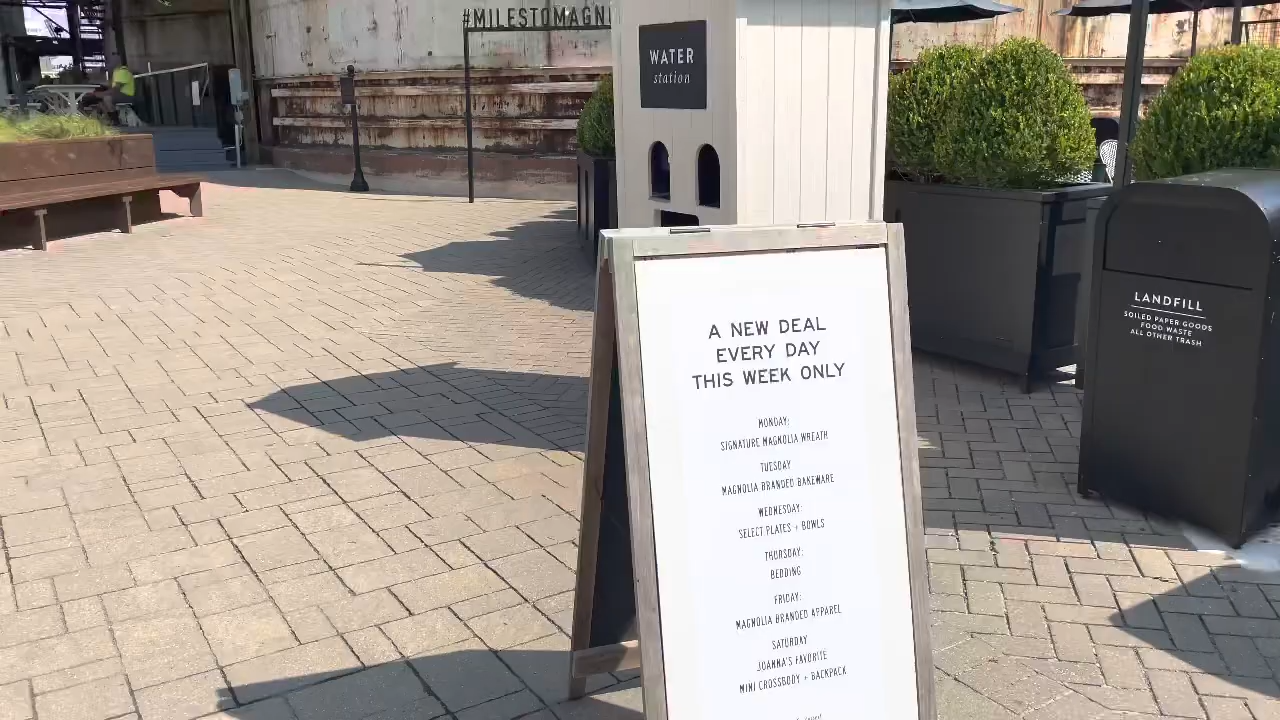 #MILESTOMAGN
WATER
station
LANDFILL
SOILED PAPER GOODS
FOOD WASTE
ALL OTHER TRASH
A NEW DEAL
EVERY DAY
THIS WEEK ONLY
MONDAY:
SIGNATURE MAGNOLIA WREATH
TUESDAY
MAGNOLIA BRANDED BAKEWARE
WEDNESDAY:
SELECT PLATES + BOWLS
THURSDAY:
BEDDING
FRIDAY:
MAGNOLIA BRANDED APPAREL
SATURDAY
JOANNA'S FAVORITE
MINI CROSSBODY + BACKPACK